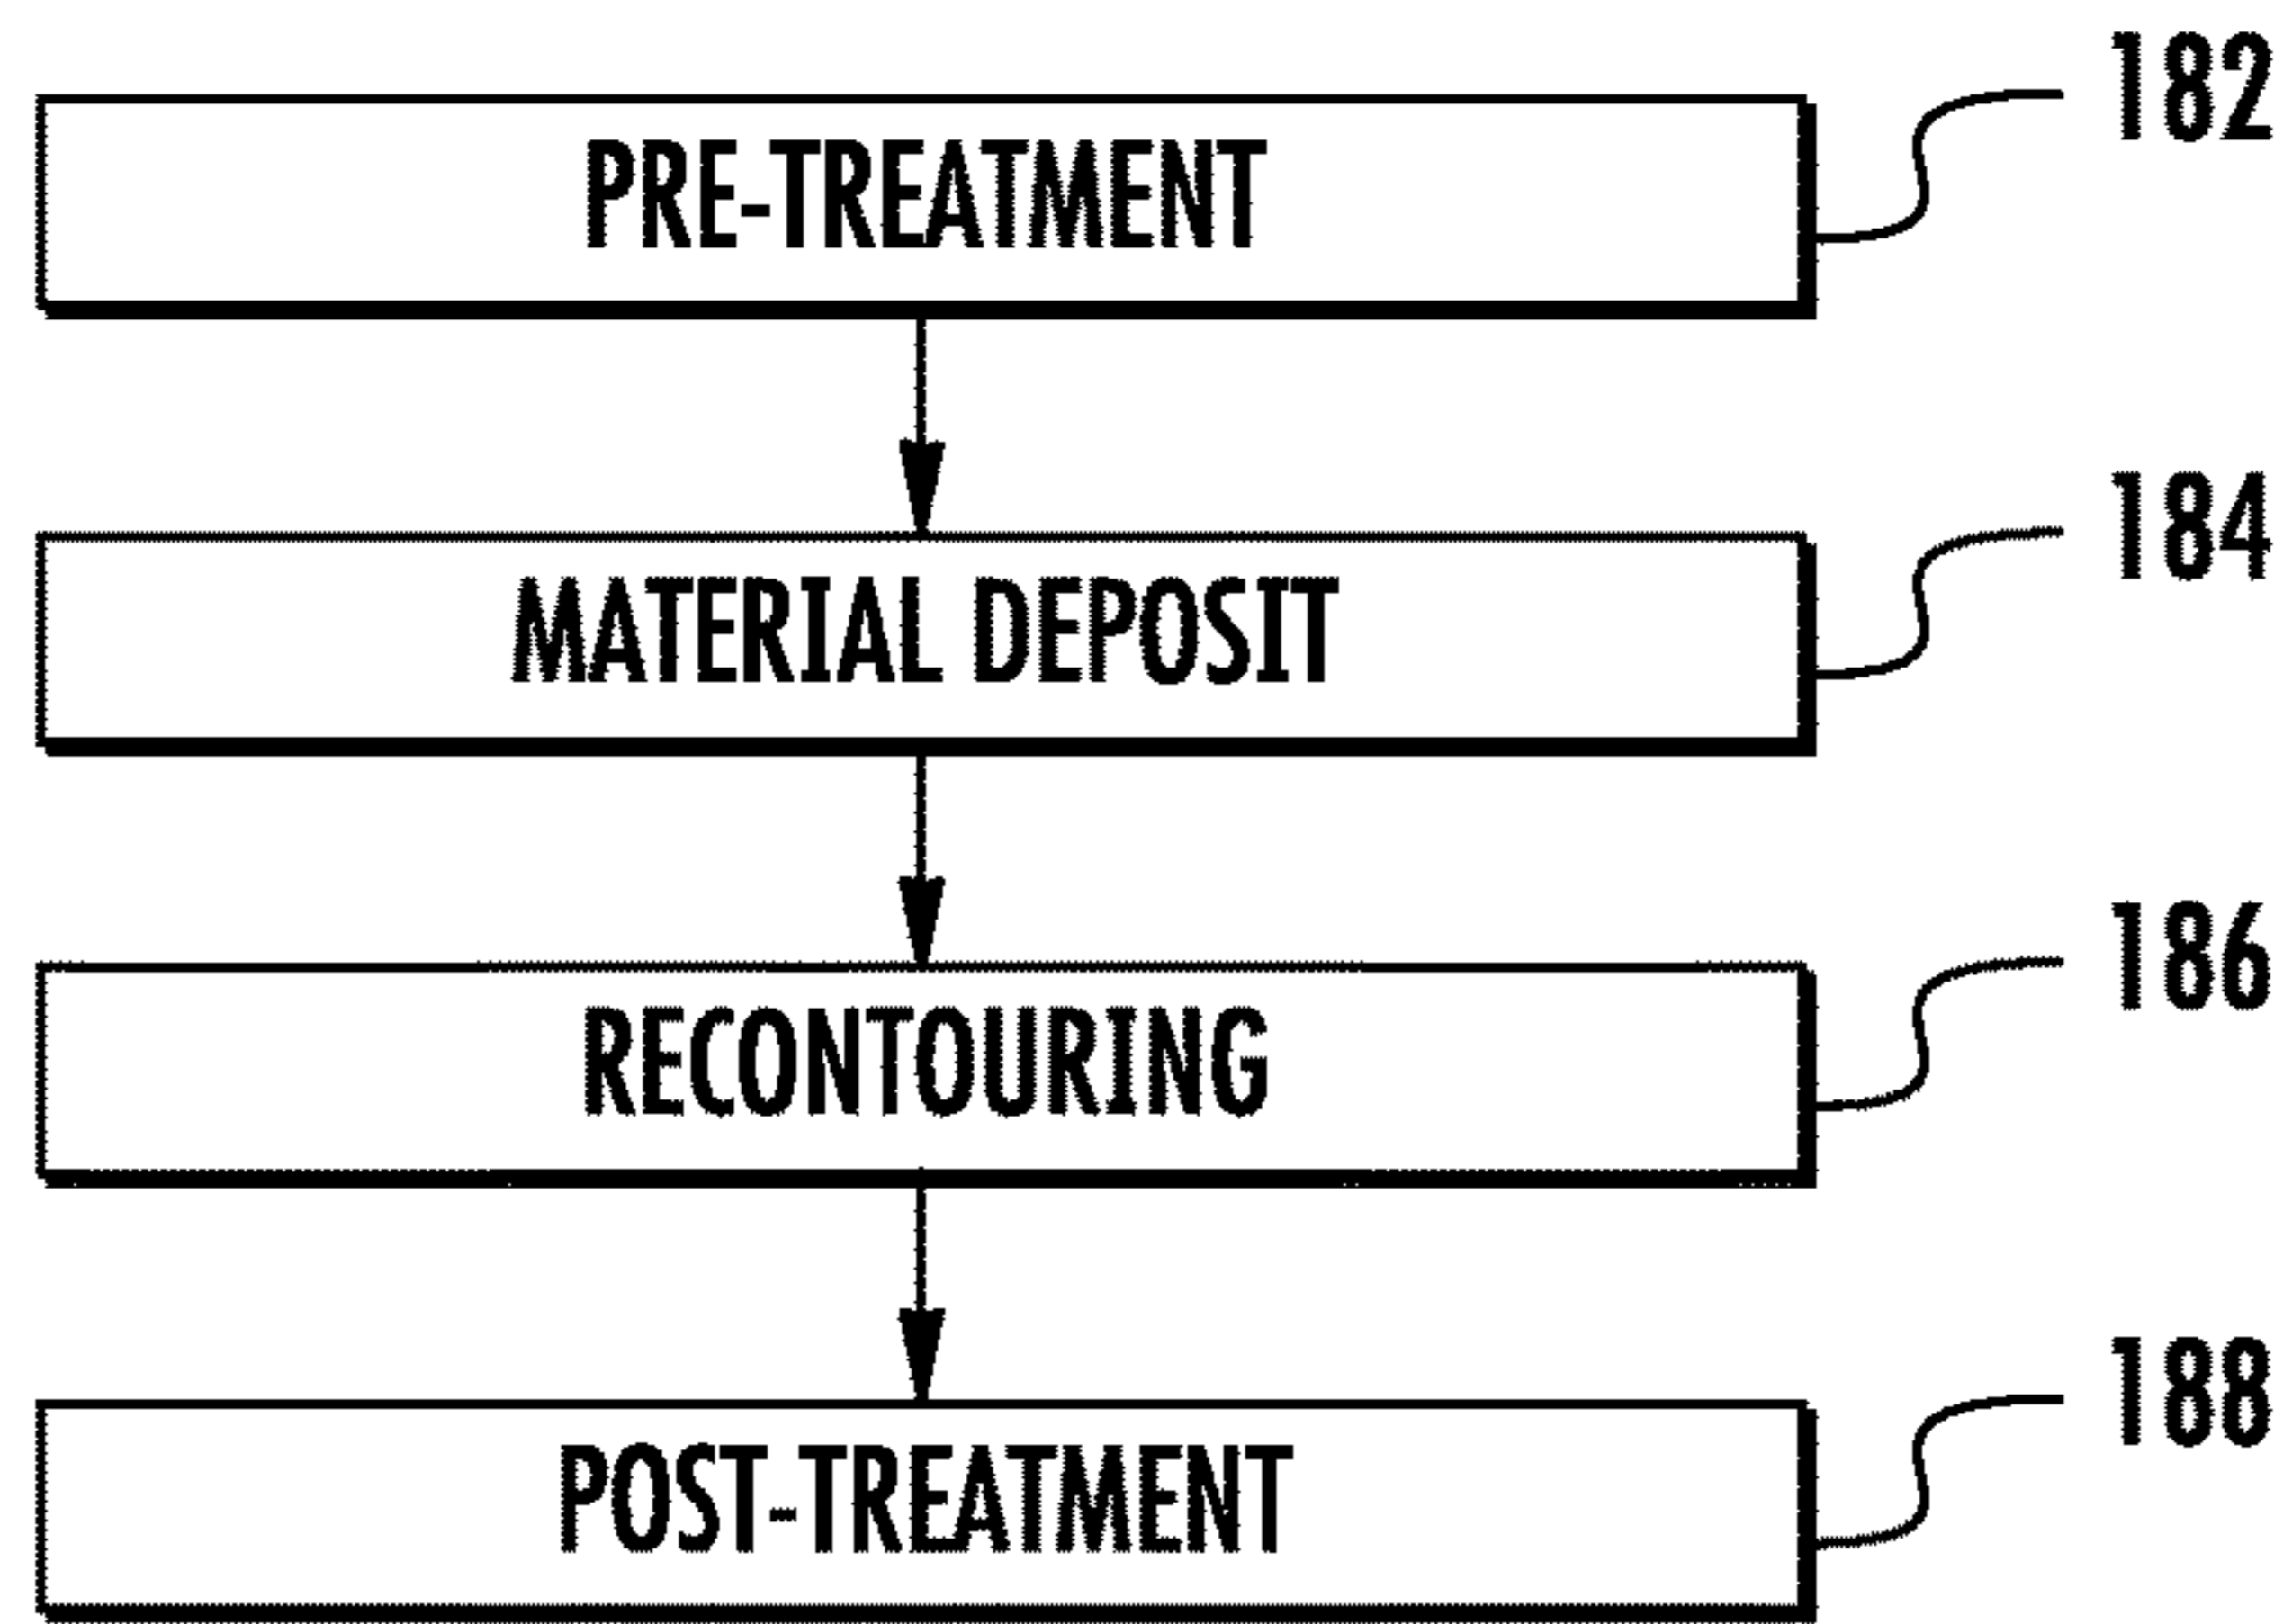 182
PRE-TREATMENT
184
MATERIAL DEPOSIT
186
RECONTOURING
188
POST-TREATMENT